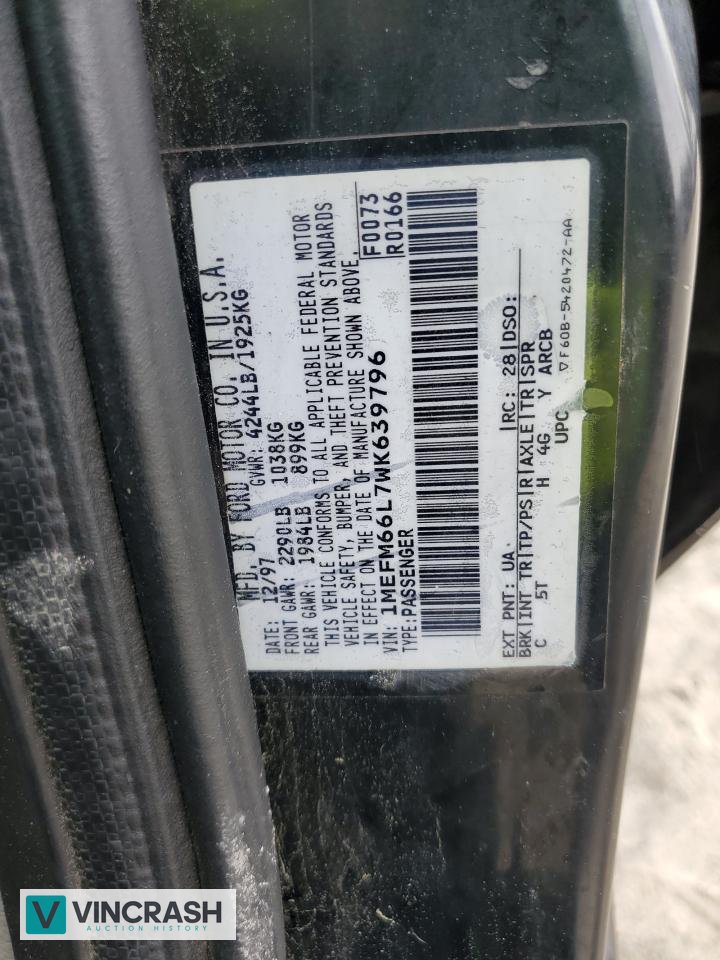 MFD. BY FORD MOTOR CO. IN U.S.A.
DATE: 12/97 GVWR: 4244LB/1925KG
FRONT GAWR: 2290LB 1038KG
REAR GAWR: 1984LB 899KG
THIS VEHICLE CONFORMS TO ALL APPLICABLE FEDERAL MOTOR
VEHICLE SAFETY, BUMPER, AND THEFT PREVENTION STANDARDS
IN EFFECT ON THE DATE OF MANUFACTURE SHOWN ABOVE.
VIN: 1MEFM66L7WK639796 F0073
TYPE: PASSENGER R0166
EXT PNT: UA RC: 28 DSO:
BRK INT TR TP/PS R AXLE TR SPR
C 5T H 4G Y ARCB
UPC
▽F60B-5420472-AA
VINCRASH
AUCTION HISTORY